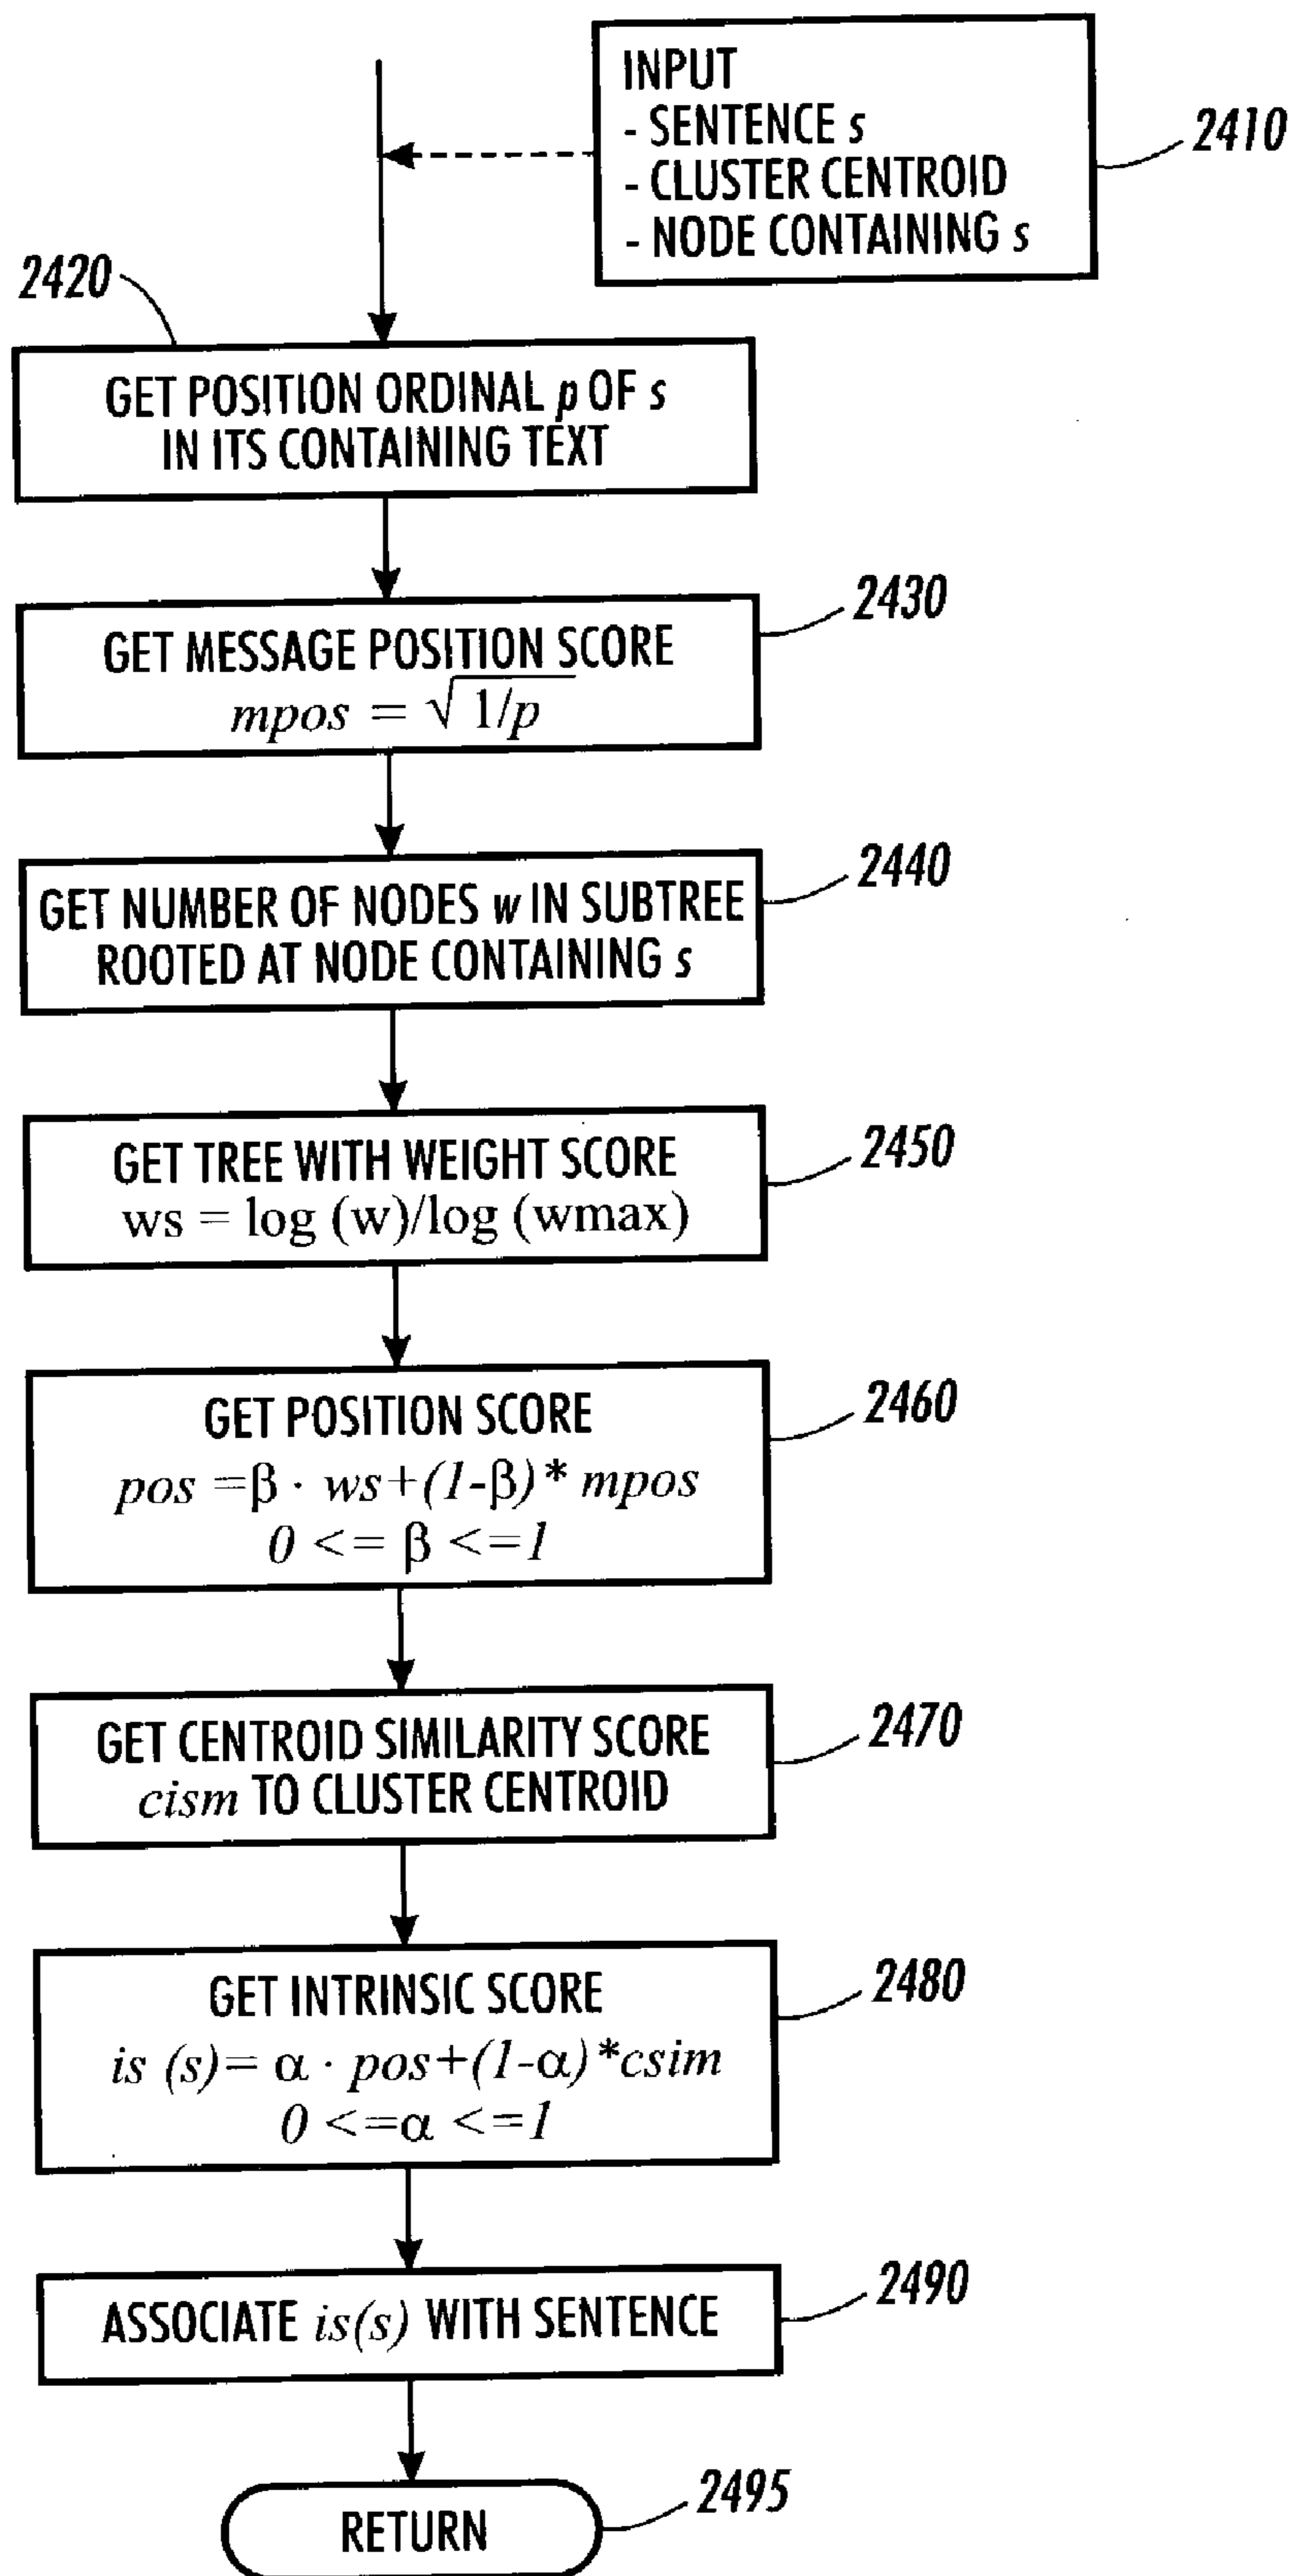 INPUT
- SENTENCE s
- CLUSTER CENTROID
- NODE CONTAINING s
2410
2420
GET POSITION ORDINAL p OF s
IN ITS CONTAINING TEXT
2430
GET MESSAGE POSITION SCORE
mpos = √1/p
2440
GET NUMBER OF NODES w IN SUBTREE
ROOTED AT NODE CONTAINING s
2450
GET TREE WITH WEIGHT SCORE
ws = log (w)/log (wmax)
2460
GET POSITION SCORE
pos =β · ws+(1-β)* mpos
0 <= β <=1
2470
GET CENTROID SIMILARITY SCORE
cism TO CLUSTER CENTROID
2480
GET INTRINSIC SCORE
is (s)= α · pos+(1-α)*csim
0 <=α <=1
2490
ASSOCIATE is(s) WITH SENTENCE
2495
RETURN